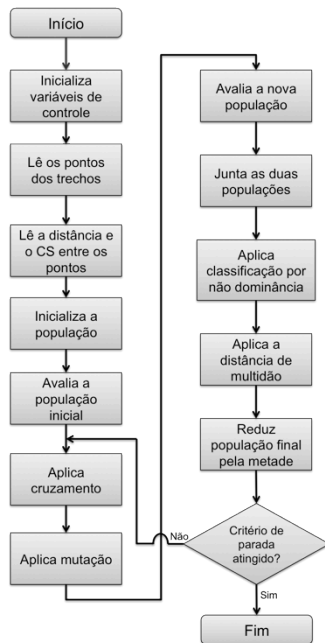 Início
Inicializa
variáveis de
controle
Lê os pontos
dos trechos
Lê a distância e
o CS entre os
pontos
Inicializa a
população
Avalia a
população
inicial
Aplica
cruzamento
Aplica mutação
Avalia a nova
população
Junta as duas
populações
Aplica
classificação por
não dominância
Aplica a
distância de
multidão
Reduz
população final
pela metade
Critério de
parada
atingido?
Não
Sim
Fim